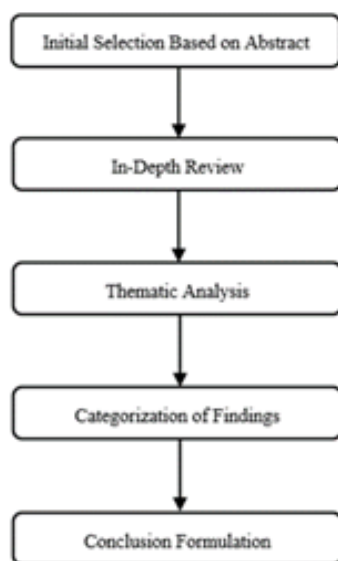 Initial Selection Based on Abstract
In-Depth Review
Thematic Analysis
Categorization of Findings
Conclusion Formulation